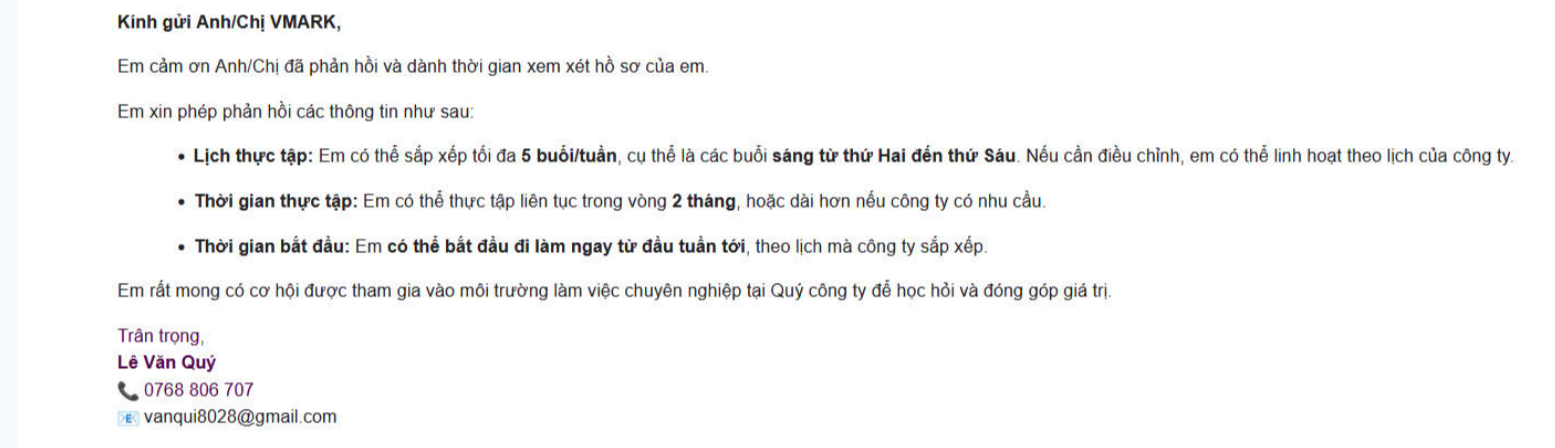 Kính gửi Anh/Chị VMARK,
Em cảm ơn Anh/Chị đã phản hồi và dành thời gian xem xét hồ sơ của em.
Em xin phép phản hồi các thông tin như sau:
• Lịch thực tập: Em có thể sắp xếp tối đa 5 buổi/tuần, cụ thể là các buổi sáng từ thứ Hai đến thứ Sáu. Nếu cần điều chỉnh, em có thể linh hoạt theo lịch của công ty.
• Thời gian thực tập: Em có thể thực tập liên tục trong vòng 2 tháng, hoặc dài hơn nếu công ty có nhu cầu.
• Thời gian bắt đầu: Em có thể bắt đầu đi làm ngay từ đầu tuần tới, theo lịch mà công ty sắp xếp.
Em rất mong có cơ hội được tham gia vào môi trường làm việc chuyên nghiệp tại Quý công ty để học hỏi và đóng góp giá trị.
Trân trọng,
Lê Văn Quý
📞 0768 806 707
📧 vanqui8028@gmail.com